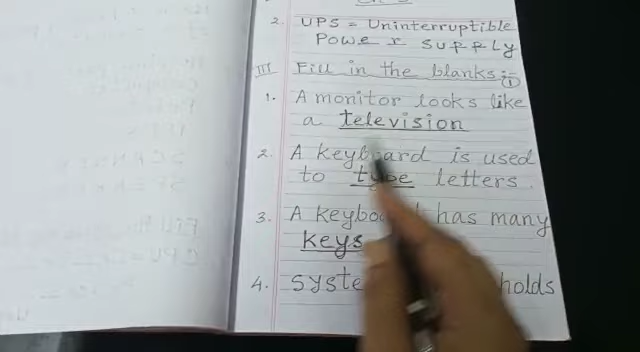 2. UPS = Uninterruptible
Power Supply
III Fill in the blanks:-
1. A monitor looks like
a television
2. A keyboard is used
to type letters.
3. A keybo has many
keys
4. Syste holds